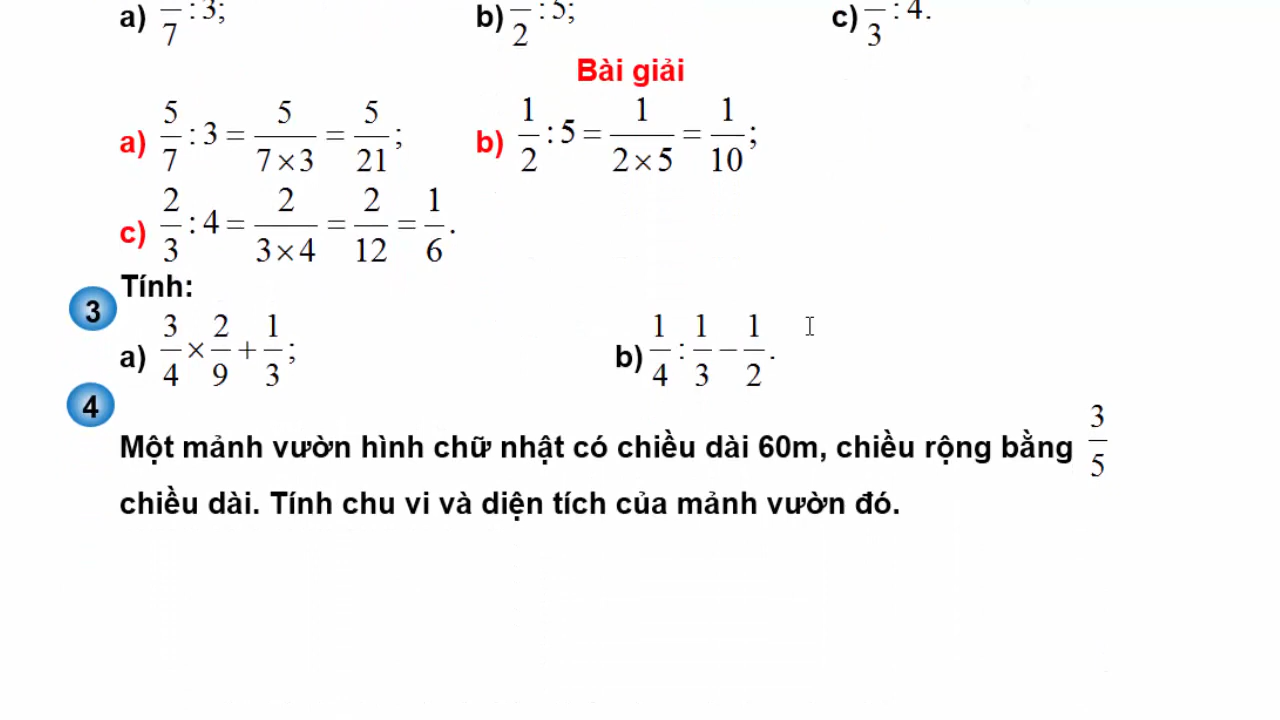 a) —/7 : 3; b) —/2 : 5; c) —/3 : 4.
Bài giải
a) 5/7 : 3 = 5/(7×3) = 5/21; b) 1/2 : 5 = 1/(2×5) = 1/10;
c) 2/3 : 4 = 2/(3×4) = 2/12 = 1/6.
3 Tính:
a) 3/4 × 2/9 + 1/3; b) 1/4 : 1/3 − 1/2.
4
Một mảnh vườn hình chữ nhật có chiều dài 60m, chiều rộng bằng 3/5
chiều dài. Tính chu vi và diện tích của mảnh vườn đó.